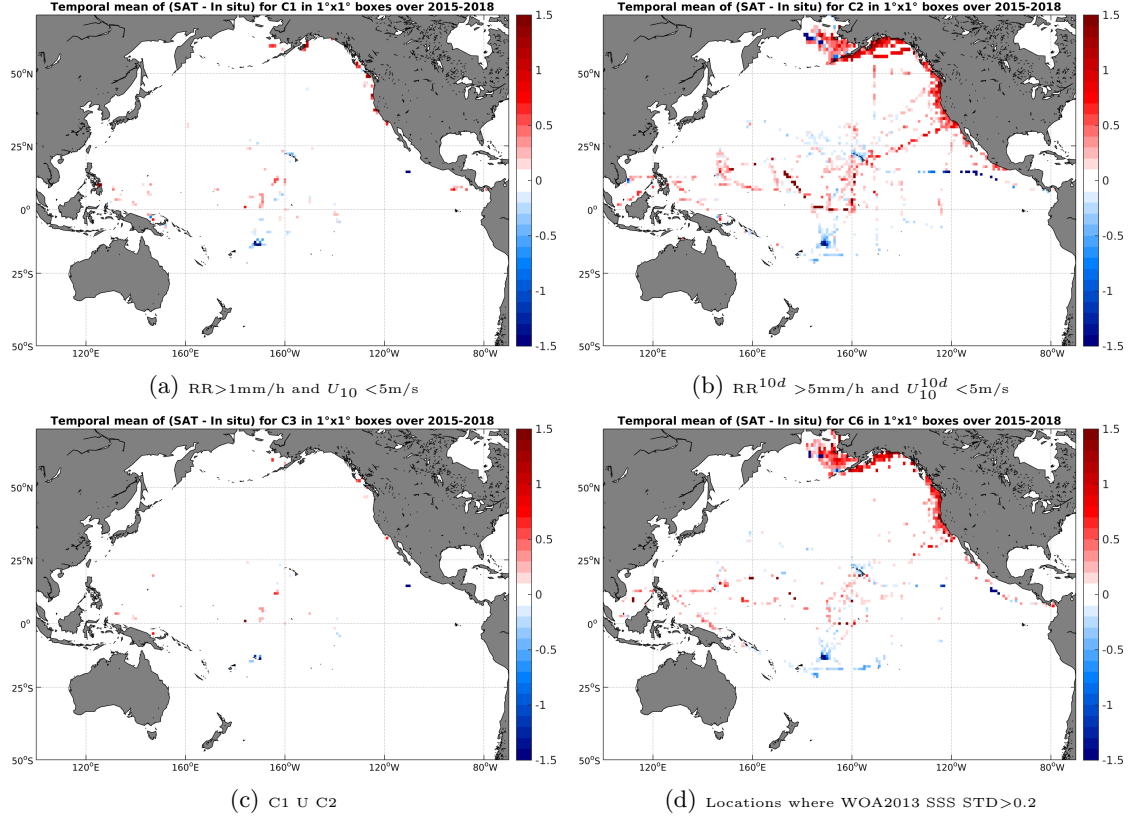 Temporal mean of (SAT - In situ) for C1 in 1°x1° boxes over 2015-2018
50°N
25°N
0°
25°S
50°S
120°E
160°E
160°W
120°W
80°W
1.5
1
0.5
0
-0.5
-1
-1.5
(a) RR>1mm/h and U10 <5m/s
Temporal mean of (SAT - In situ) for C2 in 1°x1° boxes over 2015-2018
50°N
25°N
0°
25°S
50°S
120°E
160°E
160°W
120°W
80°W
1.5
1
0.5
0
-0.5
-1
-1.5
(b) RR^10d >5mm/h and U10^10d <5m/s
Temporal mean of (SAT - In situ) for C3 in 1°x1° boxes over 2015-2018
50°N
25°N
0°
25°S
50°S
120°E
160°E
160°W
120°W
80°W
1.5
1
0.5
0
-0.5
-1
-1.5
(c) C1 U C2
Temporal mean of (SAT - In situ) for C6 in 1°x1° boxes over 2015-2018
50°N
25°N
0°
25°S
50°S
120°E
160°E
160°W
120°W
80°W
1.5
1
0.5
0
-0.5
-1
-1.5
(d) Locations where WOA2013 SSS STD>0.2